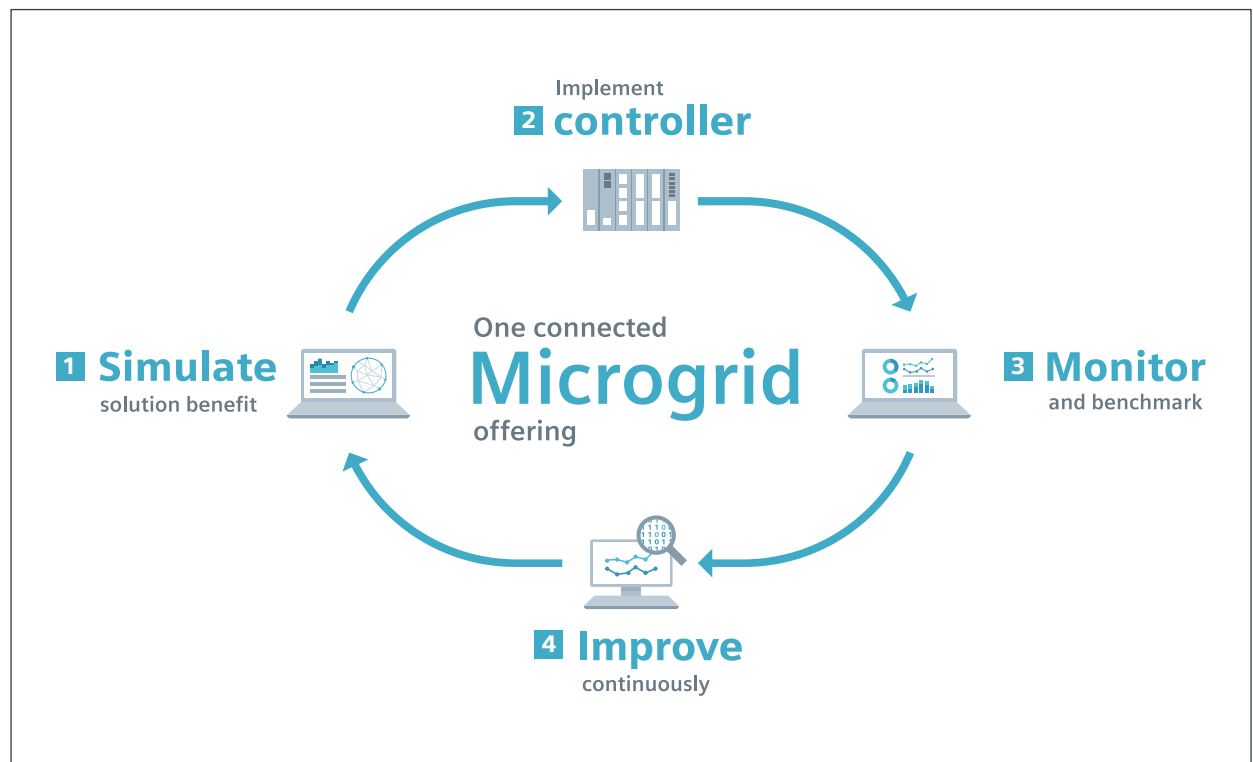 Implement
2 controller
One connected
Microgrid
offering
1 Simulate
solution benefit
3 Monitor
and benchmark
4 Improve
continuously